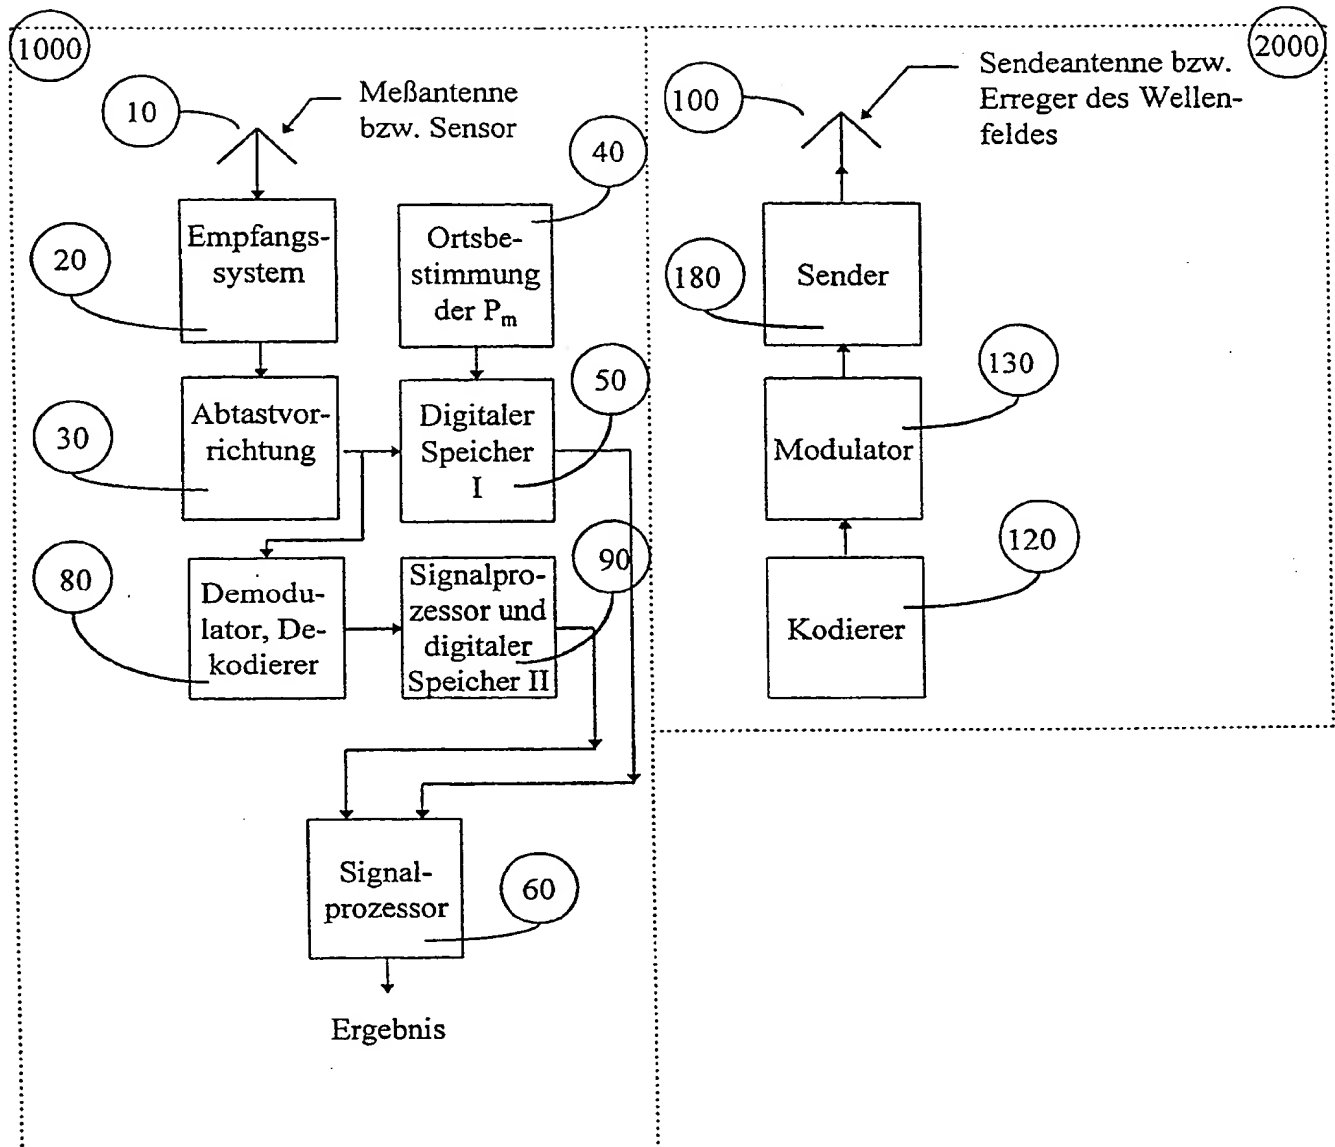 1000
2000
10
Meßantenne
bzw. Sensor
100
Sendeantenne bzw.
Erreger des Wellen-
feldes
40
20
Empfangs-
system
Ortsbe-
stimmung
der Pm
180
Sender
30
Abtastvor-
richtung
50
Digitaler
Speicher
I
130
Modulator
80
Demodu-
lator, De-
kodierer
90
Signalpro-
zessor und
digitaler
Speicher II
120
Kodierer
Signal-
prozessor
60
Ergebnis